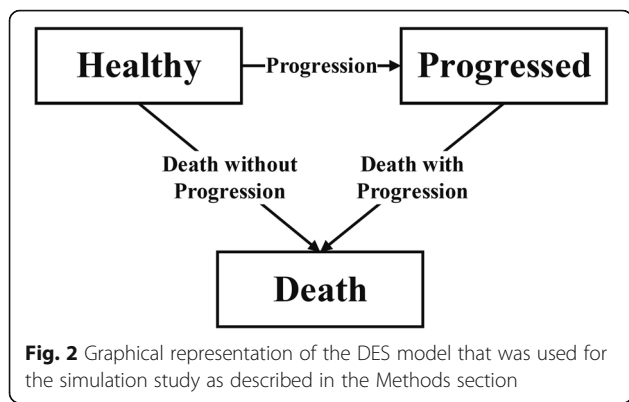 Healthy
Progression
Progressed
Death without
Progression
Death with
Progression
Death
Fig. 2 Graphical representation of the DES model that was used for
the simulation study as described in the Methods section